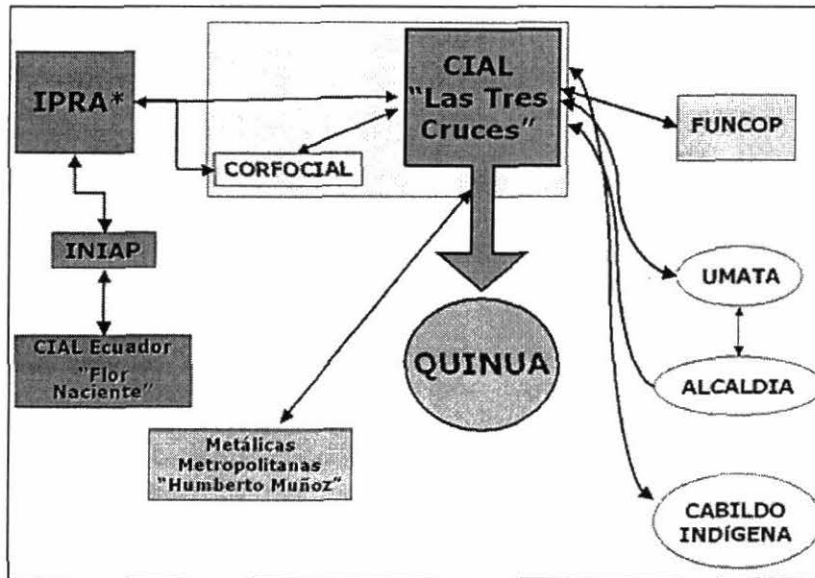 IPRA*
CIAL
"Las Tres
Cruces"
CORFOCIAL
FUNCOP
INIAP
UMATA
CIAL Ecuador
"Flor
Naciente"
QUINUA
ALCALDIA
Metálicas
Metropolitanas
"Humberto Muñoz"
CABILDO
INDÍGENA